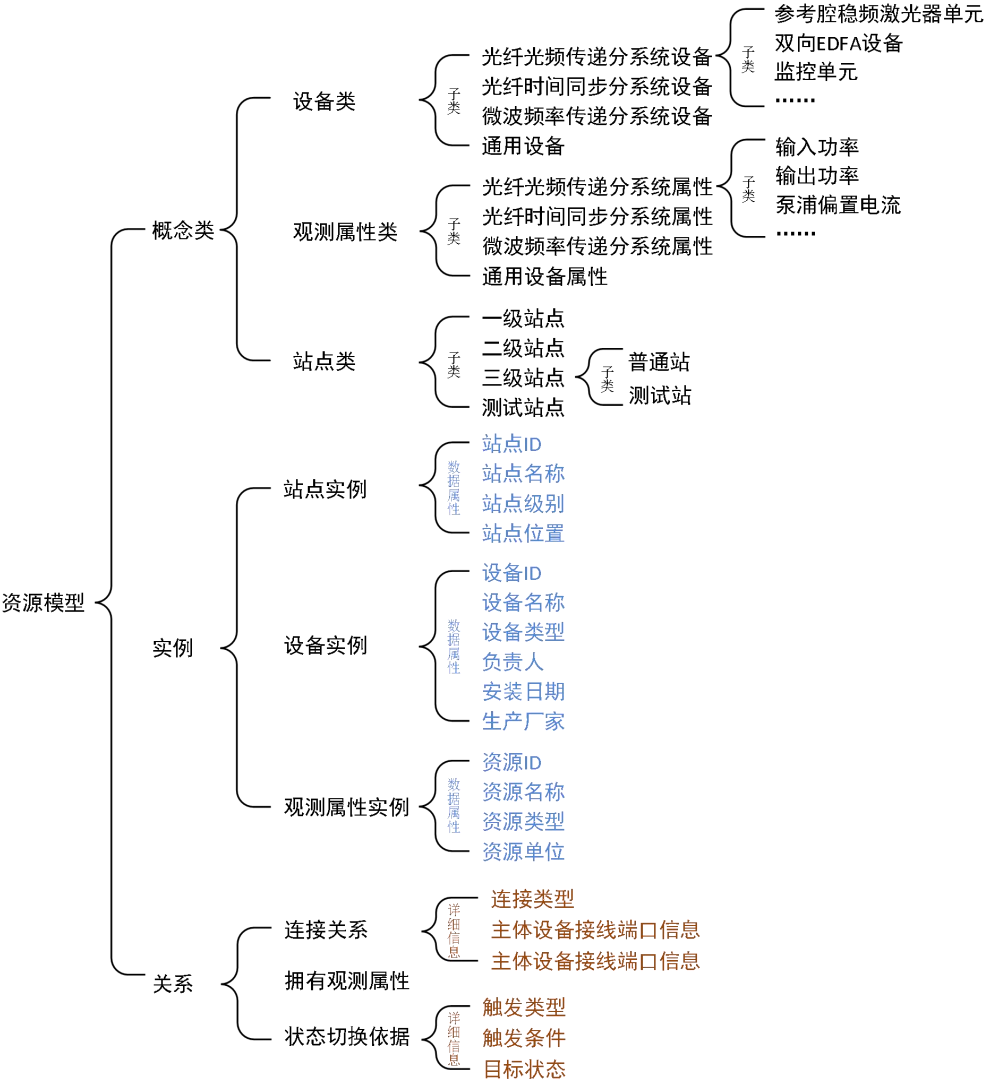 资源模型
概念类
设备类
子类
光纤光频传递分系统设备
子类
参考腔稳频激光器单元
双向EDFA设备
监控单元
……
光纤时间同步分系统设备
微波频率传递分系统设备
通用设备
观测属性类
子类
光纤光频传递分系统属性
子类
输入功率
输出功率
泵浦偏置电流
……
光纤时间同步分系统属性
微波频率传递分系统属性
通用设备属性
站点类
子类
一级站点
二级站点
三级站点
子类
普通站
测试站
测试站点
实例
站点实例
数据属性
站点ID
站点名称
站点级别
站点位置
设备实例
数据属性
设备ID
设备名称
设备类型
负责人
安装日期
生产厂家
观测属性实例
数据属性
资源ID
资源名称
资源类型
资源单位
关系
连接关系
详细信息
连接类型
主体设备接线端口信息
主体设备接线端口信息
拥有观测属性
状态切换依据
详细信息
触发类型
触发条件
目标状态